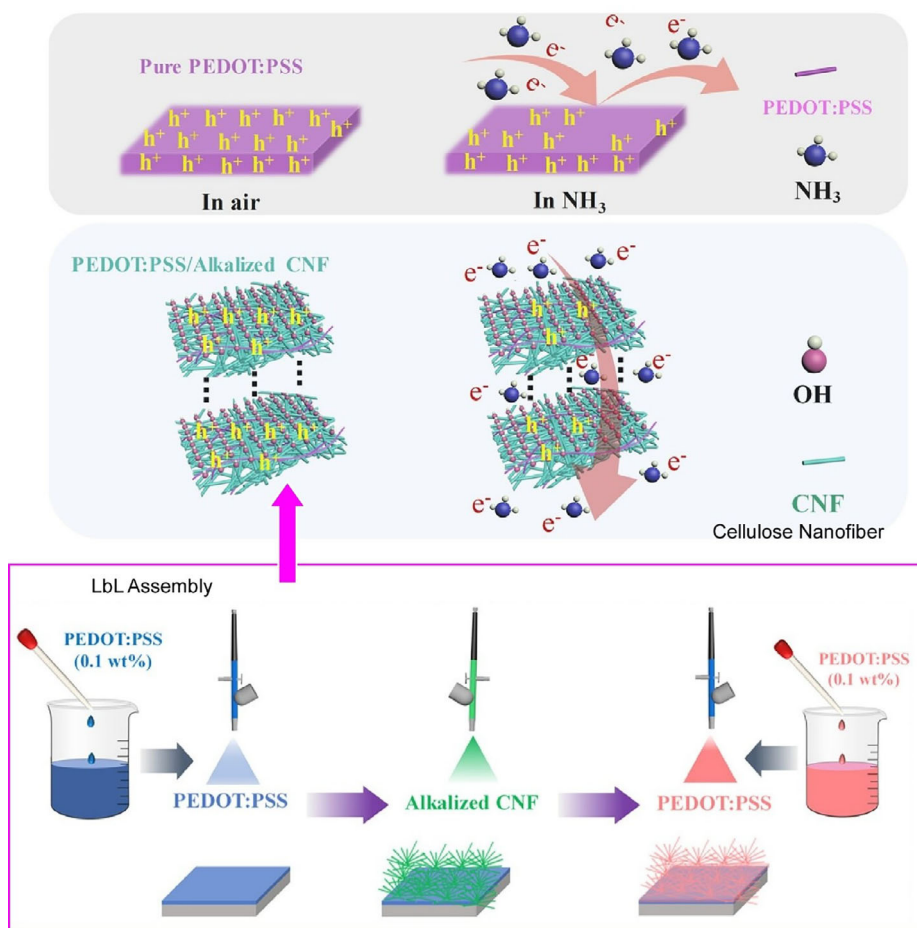 Pure PEDOT:PSS
e-
e-
e-
e-
e-
h+ h+ h+ h+ h+
h+ h+ h+ h+ h+ h+
h+ h+ h+ h+ h+ h+
In air
h+ h+
h+ h+ h+
h+ h+ h+ h+ h+ h+
In NH3
PEDOT:PSS
NH3
PEDOT:PSS/Alkalized CNF
h+ h+ h+ h+
h+
h+ h+ h+ h+
h+
e- e- e-
e-
h+ h+
h+
e-
e-
h+ h+
h+
e-
e- e-
OH
CNF
Cellulose Nanofiber
LbL Assembly
PEDOT:PSS
(0.1 wt%)
PEDOT:PSS
(0.1 wt%)
PEDOT:PSS
Alkalized CNF
PEDOT:PSS